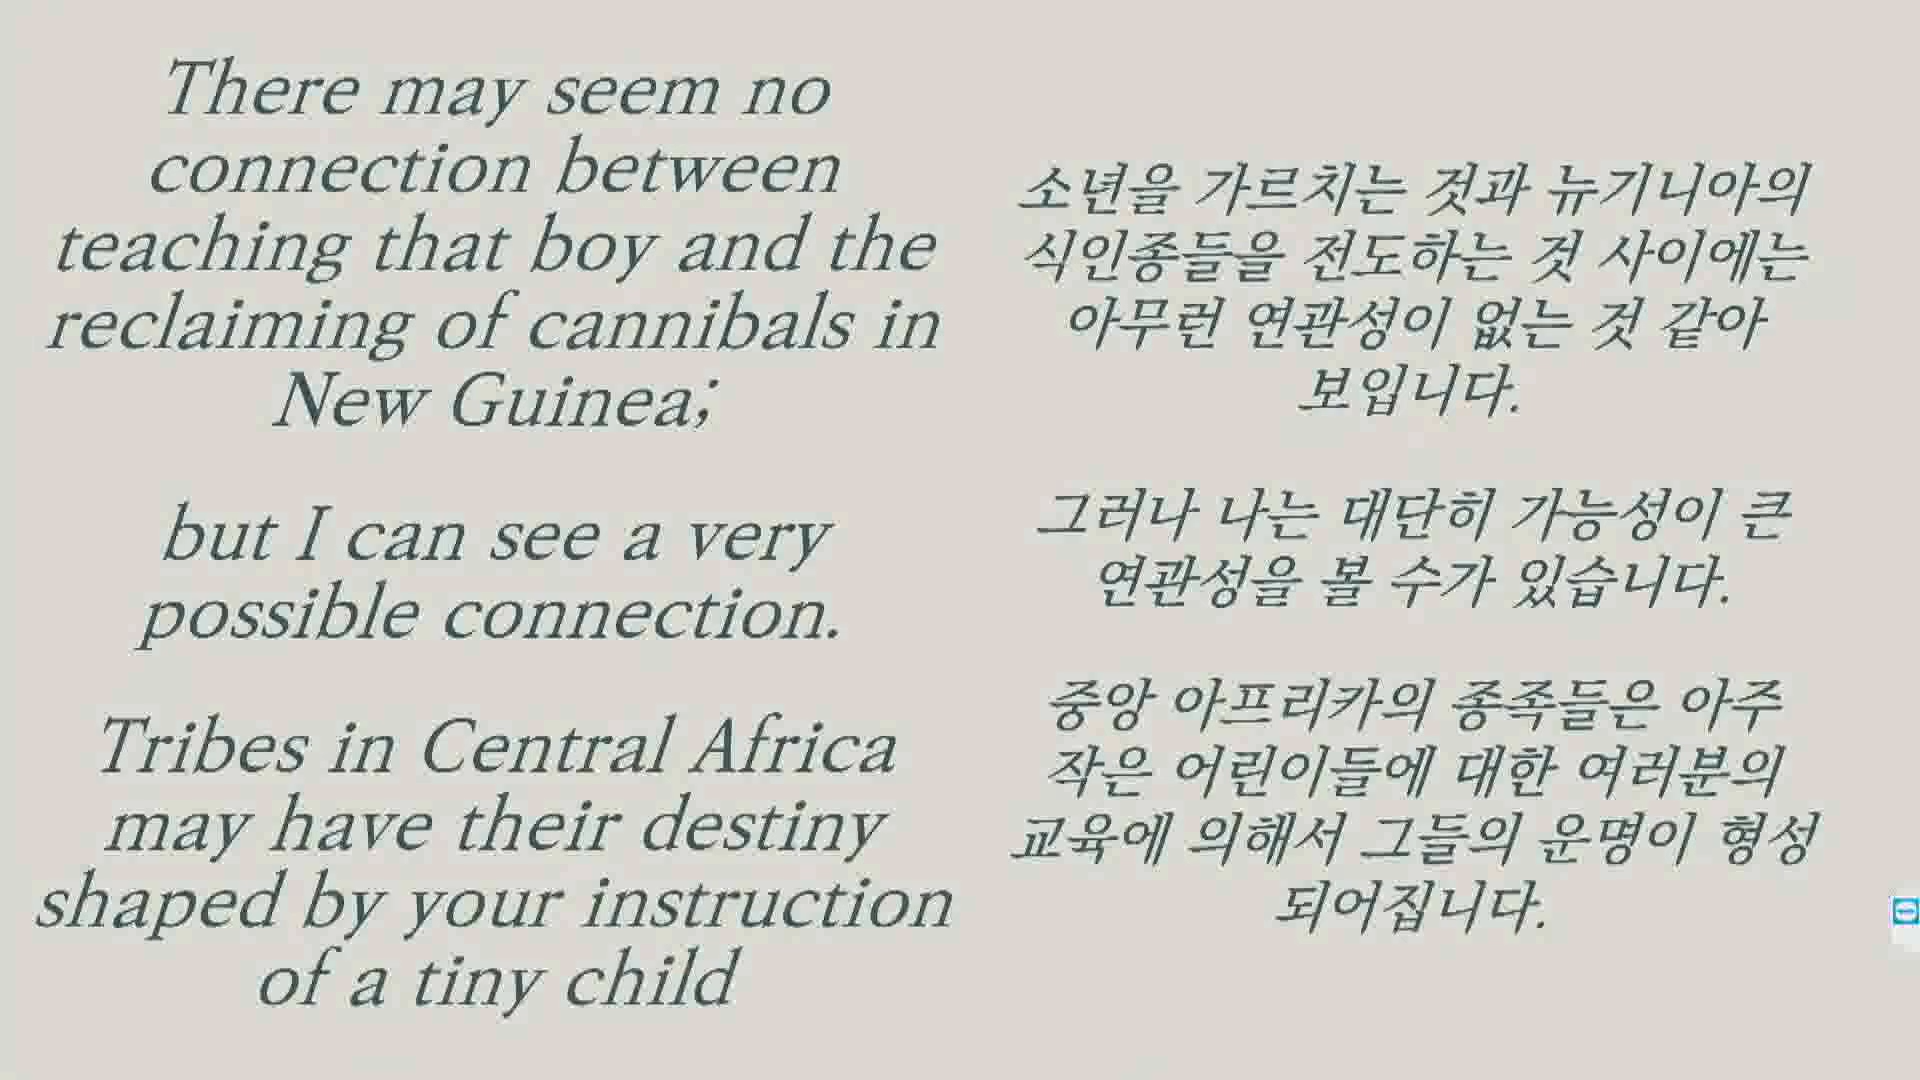 There may seem no
connection between
teaching that boy and the
reclaiming of cannibals in
New Guinea;
but I can see a very
possible connection.
Tribes in Central Africa
may have their destiny
shaped by your instruction
of a tiny child
소년을 가르치는 것과 뉴기니아의
식인종들을 전도하는 것 사이에는
아무런 연관성이 없는 것 같아
보입니다.
그러나 나는 대단히 가능성이 큰
연관성을 볼 수가 있습니다.
중앙 아프리카의 종족들은 아주
작은 어린이들에 대한 여러분의
교육에 의해서 그들의 운명이 형성
되어집니다.